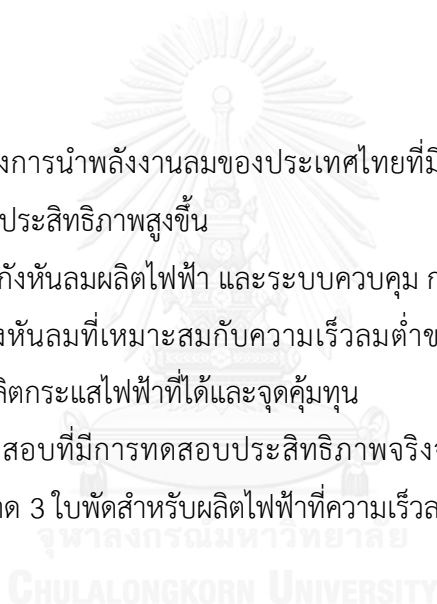 งการนำพลังงานลมของประเทศไทยที่มี
ประสิทธิภาพสูงขึ้น
กังหันลมผลิตไฟฟ้า และระบบควบคุม ก
งหันลมที่เหมาะสมกับความเร็วลมต่ำข
ลิตกระแสไฟฟ้าที่ได้และจุดคุ้มทุน
สอบที่มีการทดสอบประสิทธิภาพจริงจ
าด 3 ใบพัดสำหรับผลิตไฟฟ้าที่ความเร็วล
จุฬาลงกรณ์มหาวิทยาลัย
CHULALONGKORN UNIVERSITY